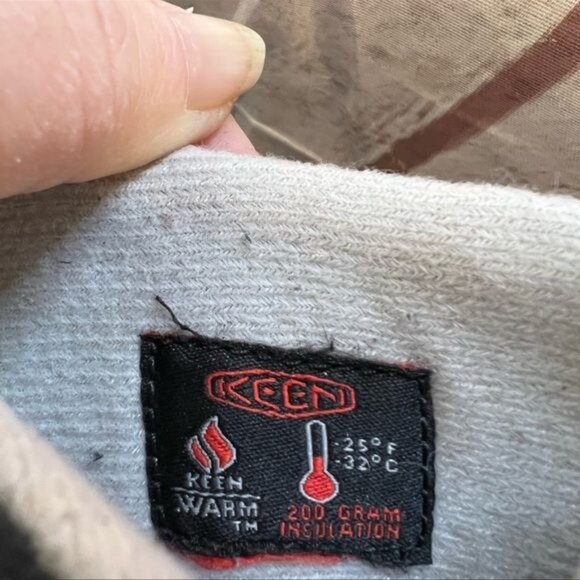 KEEN
KEEN
WARM
TM
-25°F
-32°C
200 GRAM
INSULATION